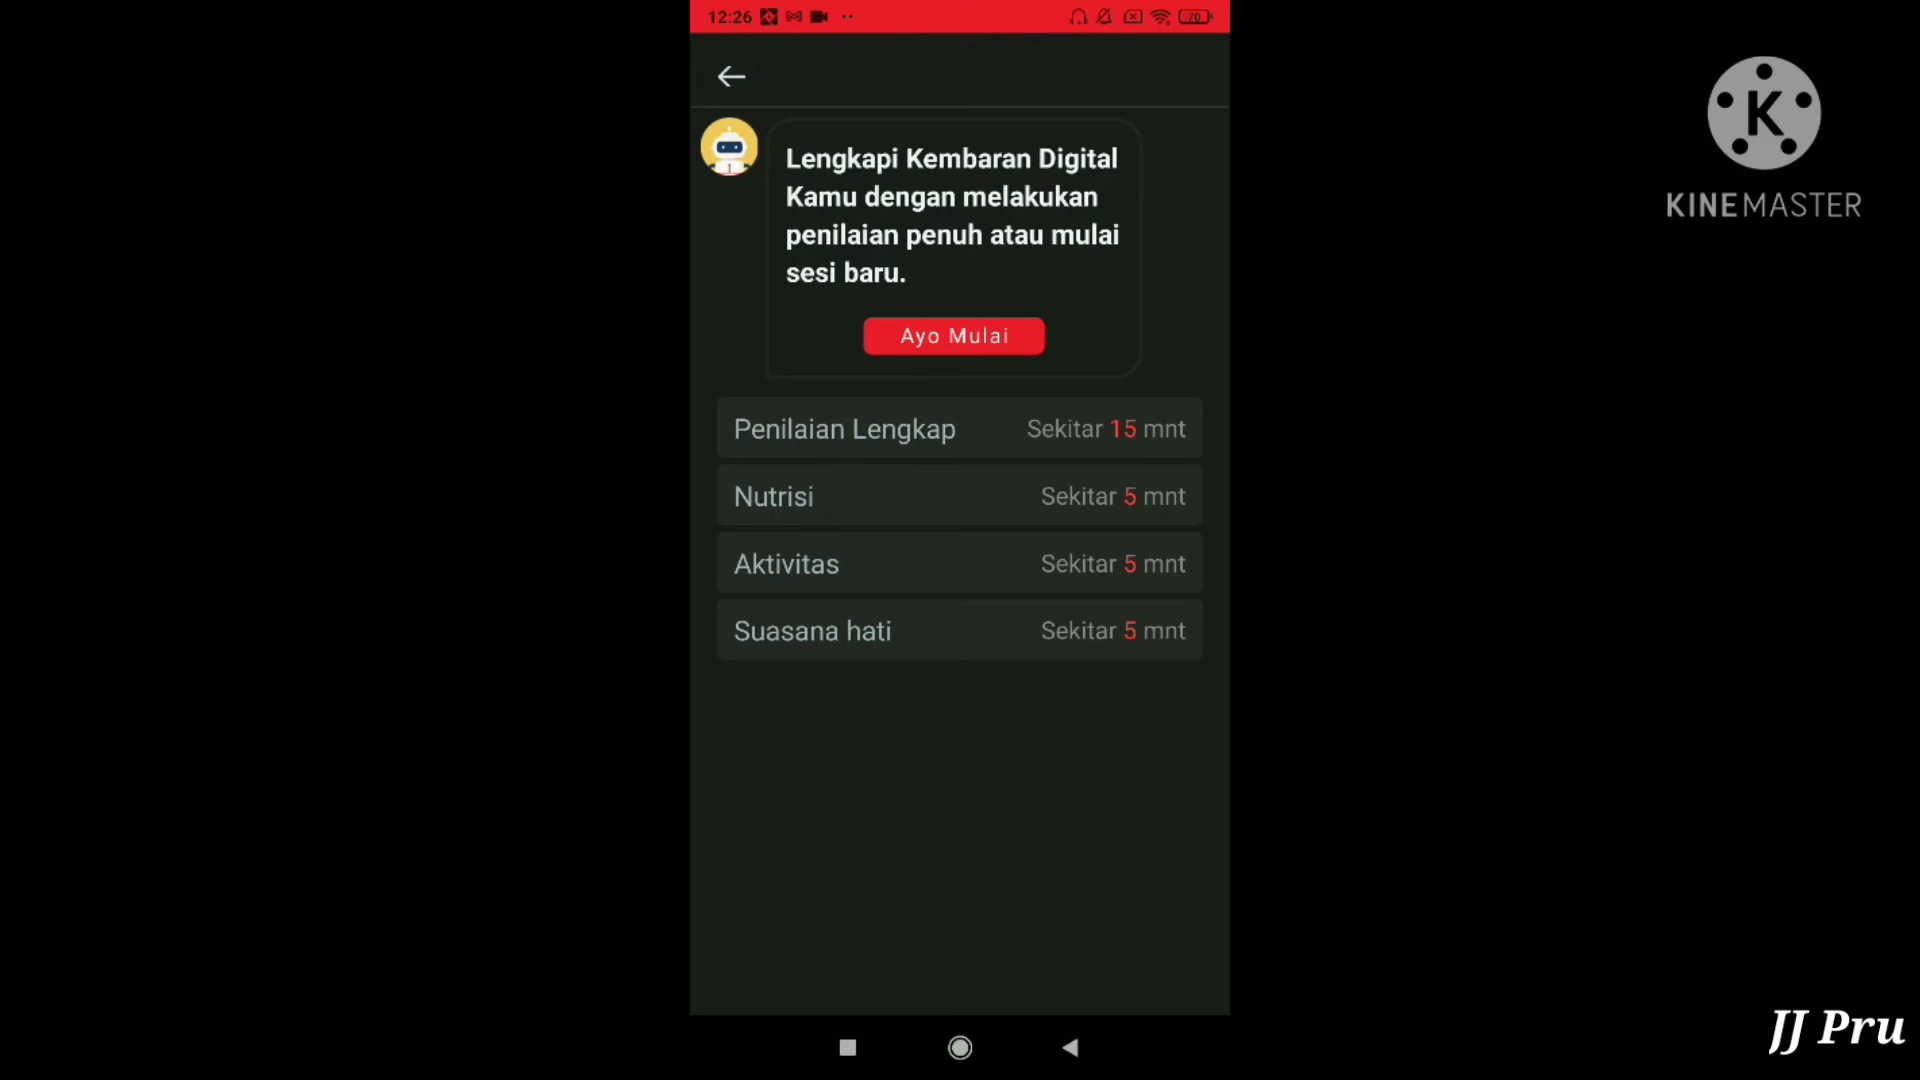 12:26
70
K
KINEMASTER
Lengkapi Kembaran Digital
Kamu dengan melakukan
penilaian penuh atau mulai
sesi baru.
Ayo Mulai
Penilaian Lengkap Sekitar 15 mnt
Nutrisi Sekitar 5 mnt
Aktivitas Sekitar 5 mnt
Suasana hati Sekitar 5 mnt
JJ Pru